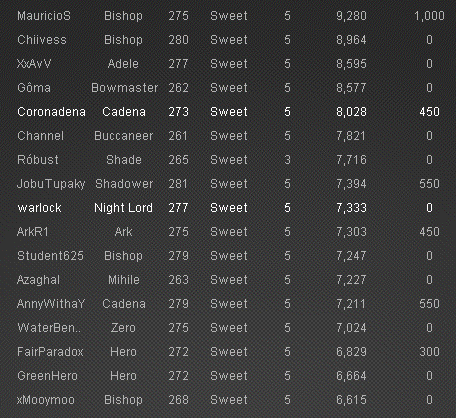 MauricioS Bishop 275 Sweet 5 9,280 1,000
Chiivess Bishop 280 Sweet 5 8,964 0
XxAvV Adele 277 Sweet 5 8,595 0
Gôma Bowmaster 262 Sweet 5 8,577 0
Coronadena Cadena 273 Sweet 5 8,028 450
Channel Buccaneer 261 Sweet 5 7,821 0
Róbust Shade 265 Sweet 3 7,716 0
JobuTupaky Shadower 281 Sweet 5 7,394 550
warlock Night Lord 277 Sweet 5 7,333 0
ArkR1 Ark 275 Sweet 5 7,303 450
Student625 Bishop 279 Sweet 5 7,247 0
Azaghal Mihile 263 Sweet 5 7,227 0
AnnyWithaY Cadena 279 Sweet 5 7,211 550
WaterBen.. Zero 275 Sweet 5 7,024 0
FairParadox Hero 272 Sweet 5 6,829 300
GreenHero Hero 272 Sweet 5 6,664 0
xMooymoo Bishop 268 Sweet 5 6,615 0